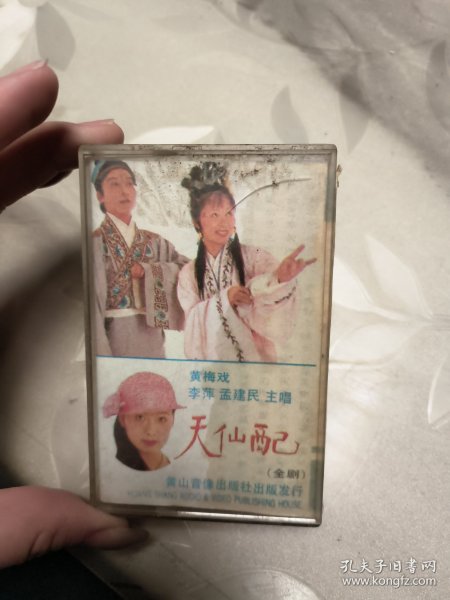 黄梅戏
李萍 孟建民 主唱
天仙配
(全剧)
黄山音像出版社出版发行
HUANG SHANG AUDIO & VIDEO PUBLISHING HOUSE
孔夫子旧书网
www.kongfz.com